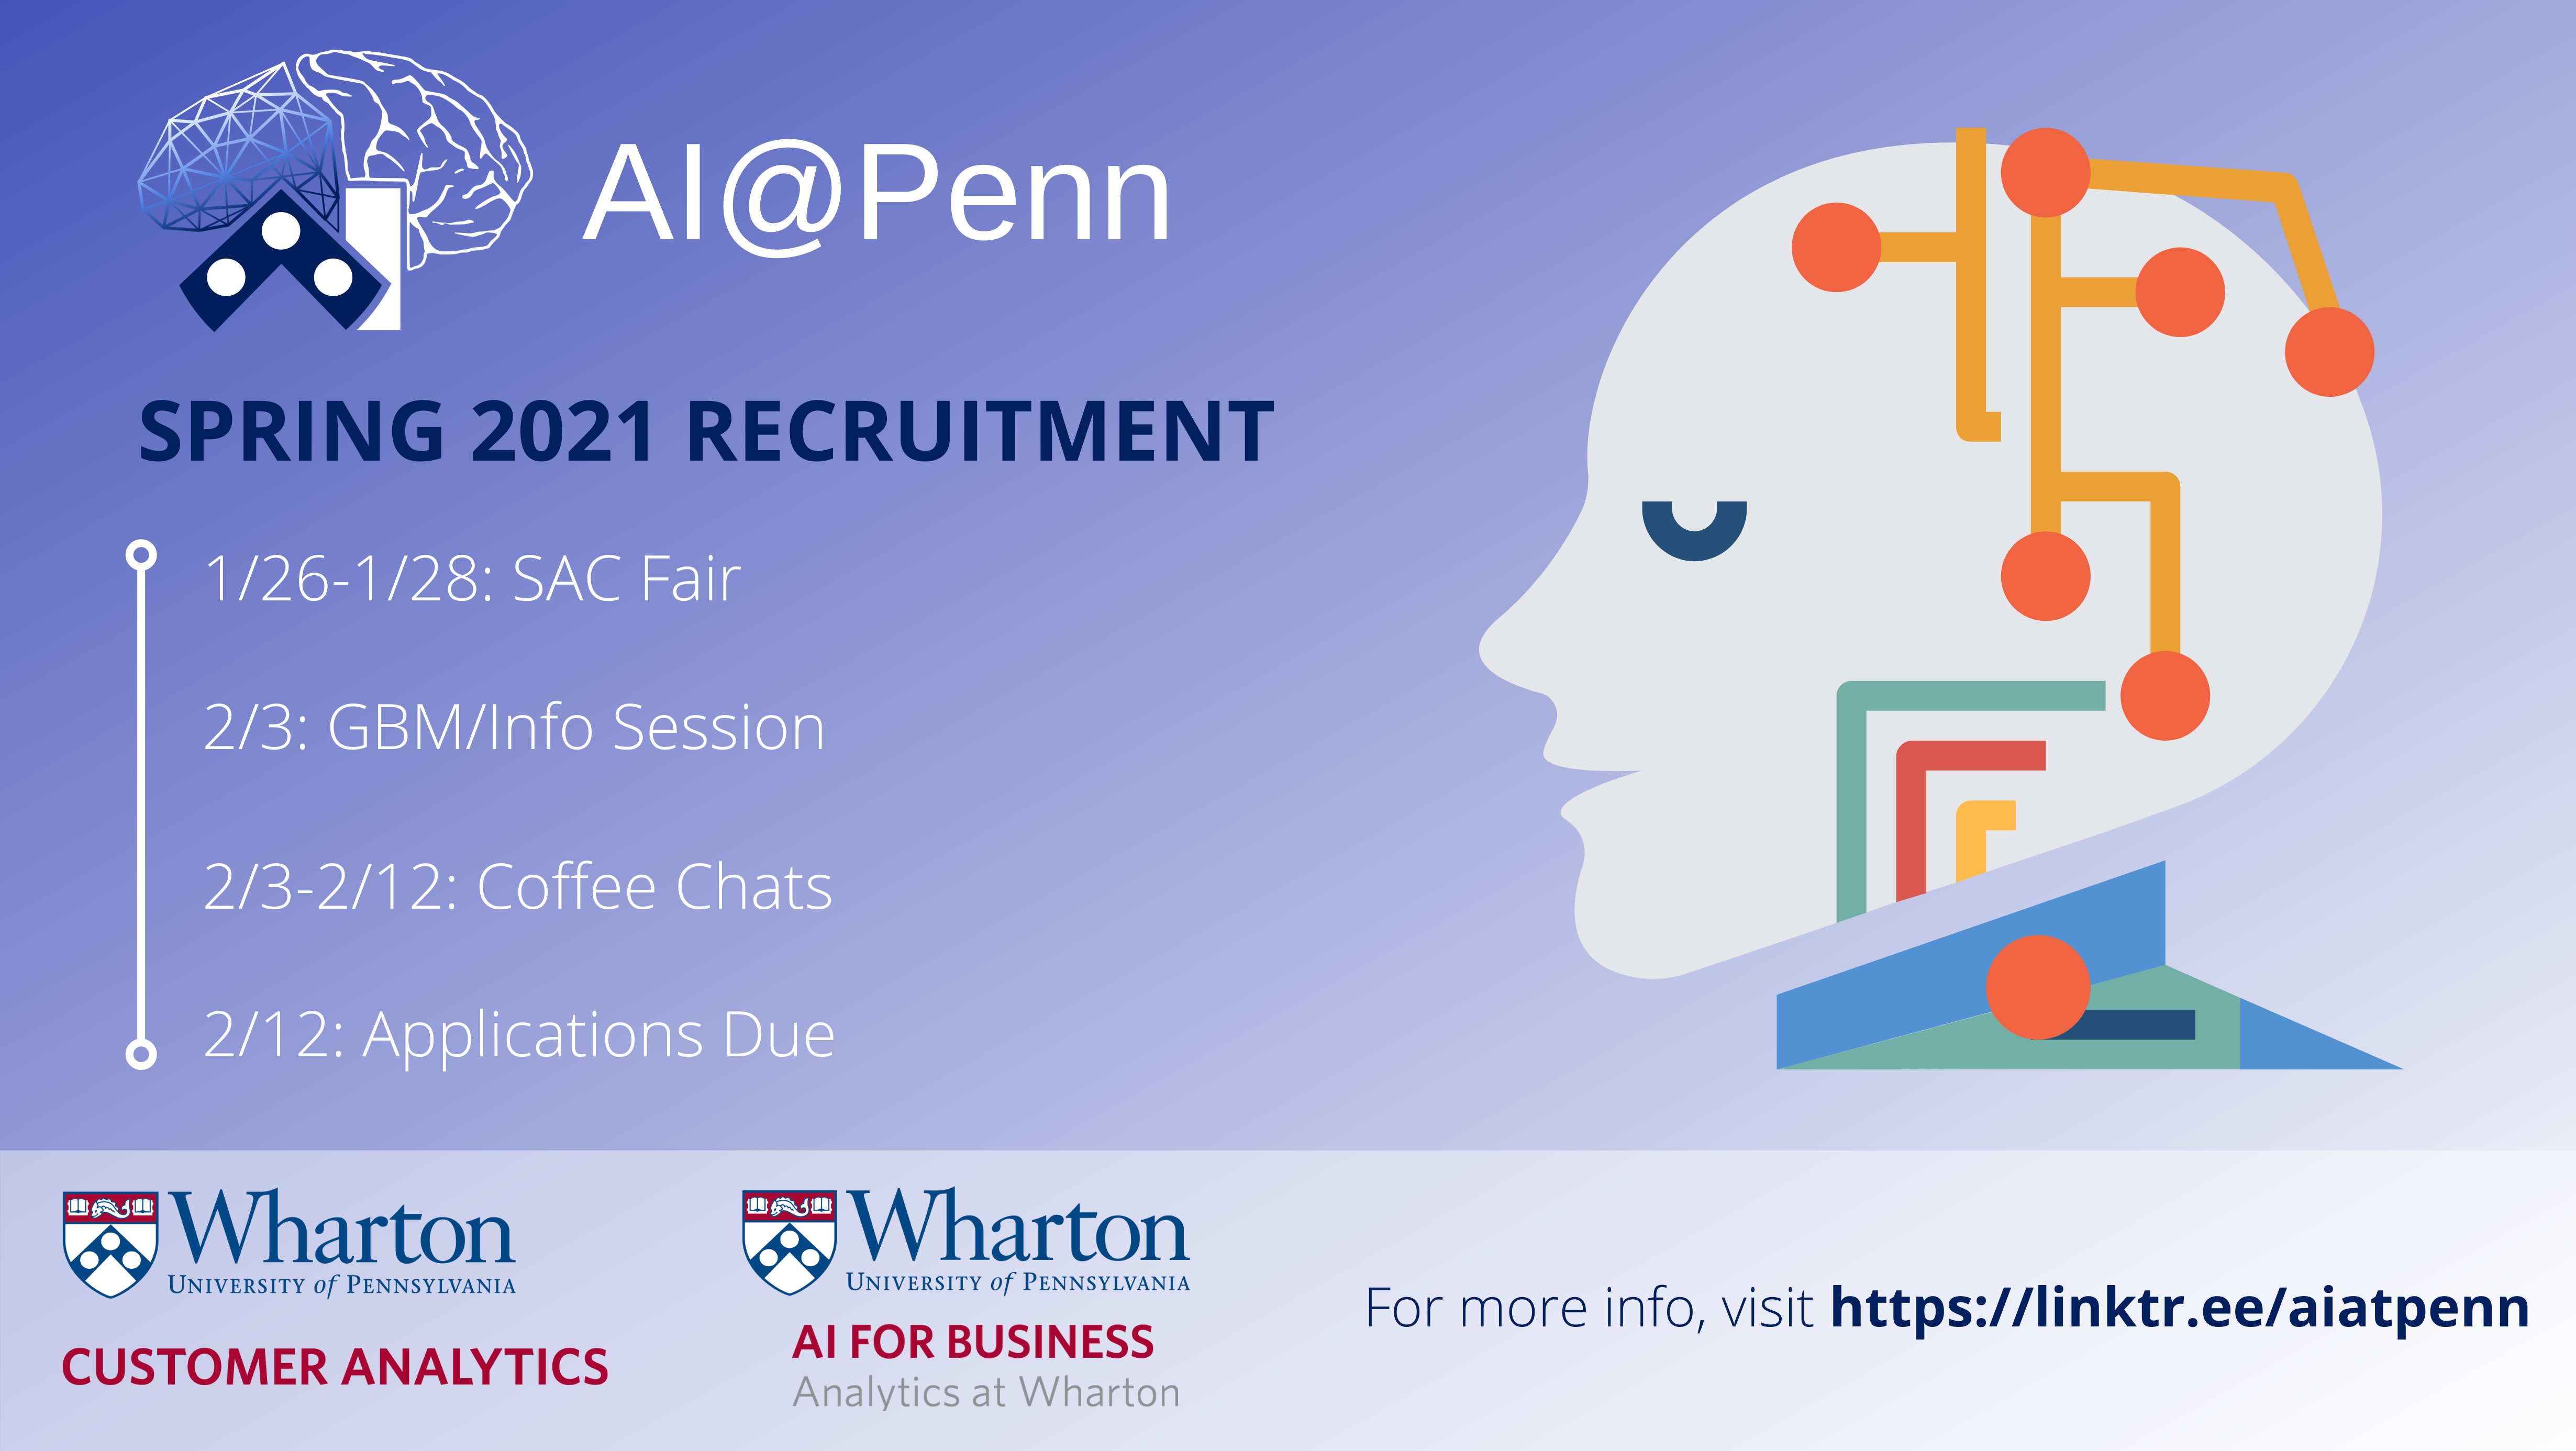 AI@Penn
SPRING 2021 RECRUITMENT
1/26-1/28: SAC Fair
2/3: GBM/Info Session
2/3-2/12: Coffee Chats
2/12: Applications Due
Wharton
UNIVERSITY of PENNSYLVANIA
CUSTOMER ANALYTICS
Wharton
UNIVERSITY of PENNSYLVANIA
AI FOR BUSINESS
Analytics at Wharton
For more info, visit https://linktr.ee/aiatpenn